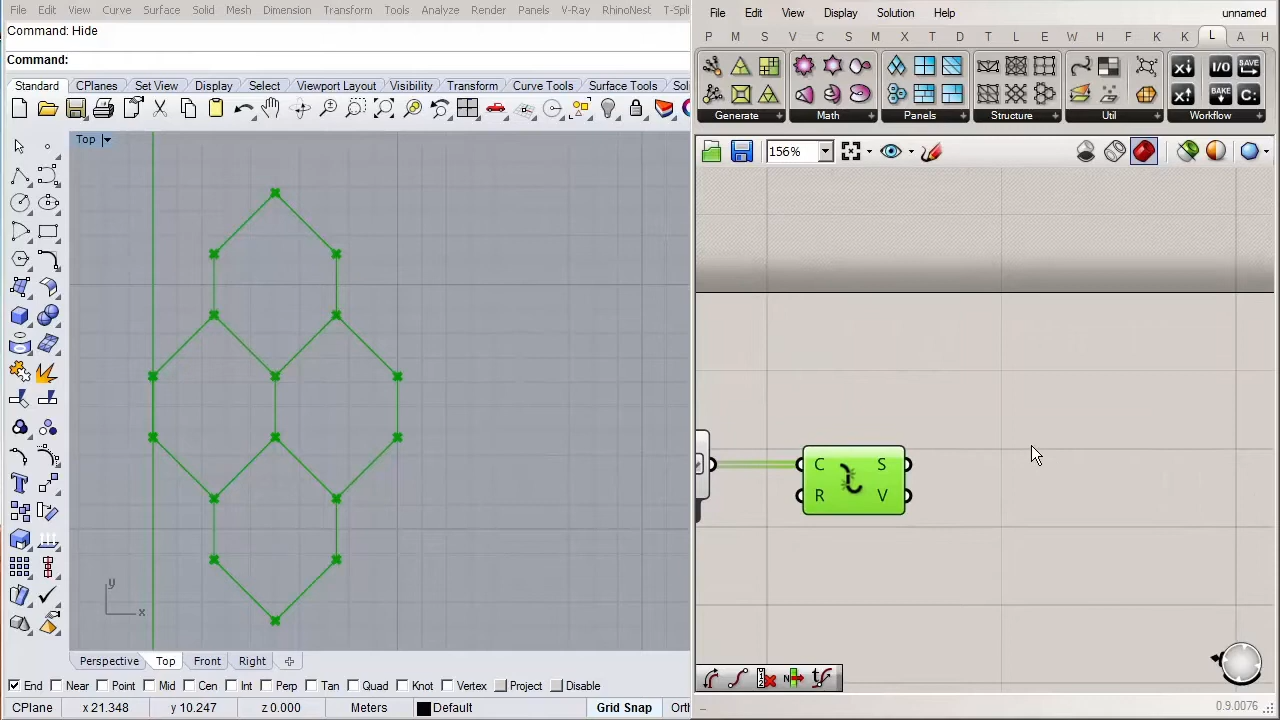 File Edit View Curve Surface Solid Mesh Dimension Transform Tools Analyze Render Panels V-Ray RhinoNest T-Spl
Command: Hide
Command:
Standard CPlanes Set View Display Select Viewport Layout Visibility Transform Curve Tools Surface Tools Sol
Top
y
x
Perspective Top Front Right
End Near Point Mid Cen Int Perp Tan Quad Knot Vertex Project Disable
CPlane x 21.348 y 10.247 z 0.000 Meters Default Grid Snap Ort
File Edit View Display Solution Help unnamed
P M S V C S M X T D T L E W H F K K L A H
I/O SAVE
BAKE C:
Generate Math Panels Structure Util Workflow
156%
C S
R V
0.9.0076